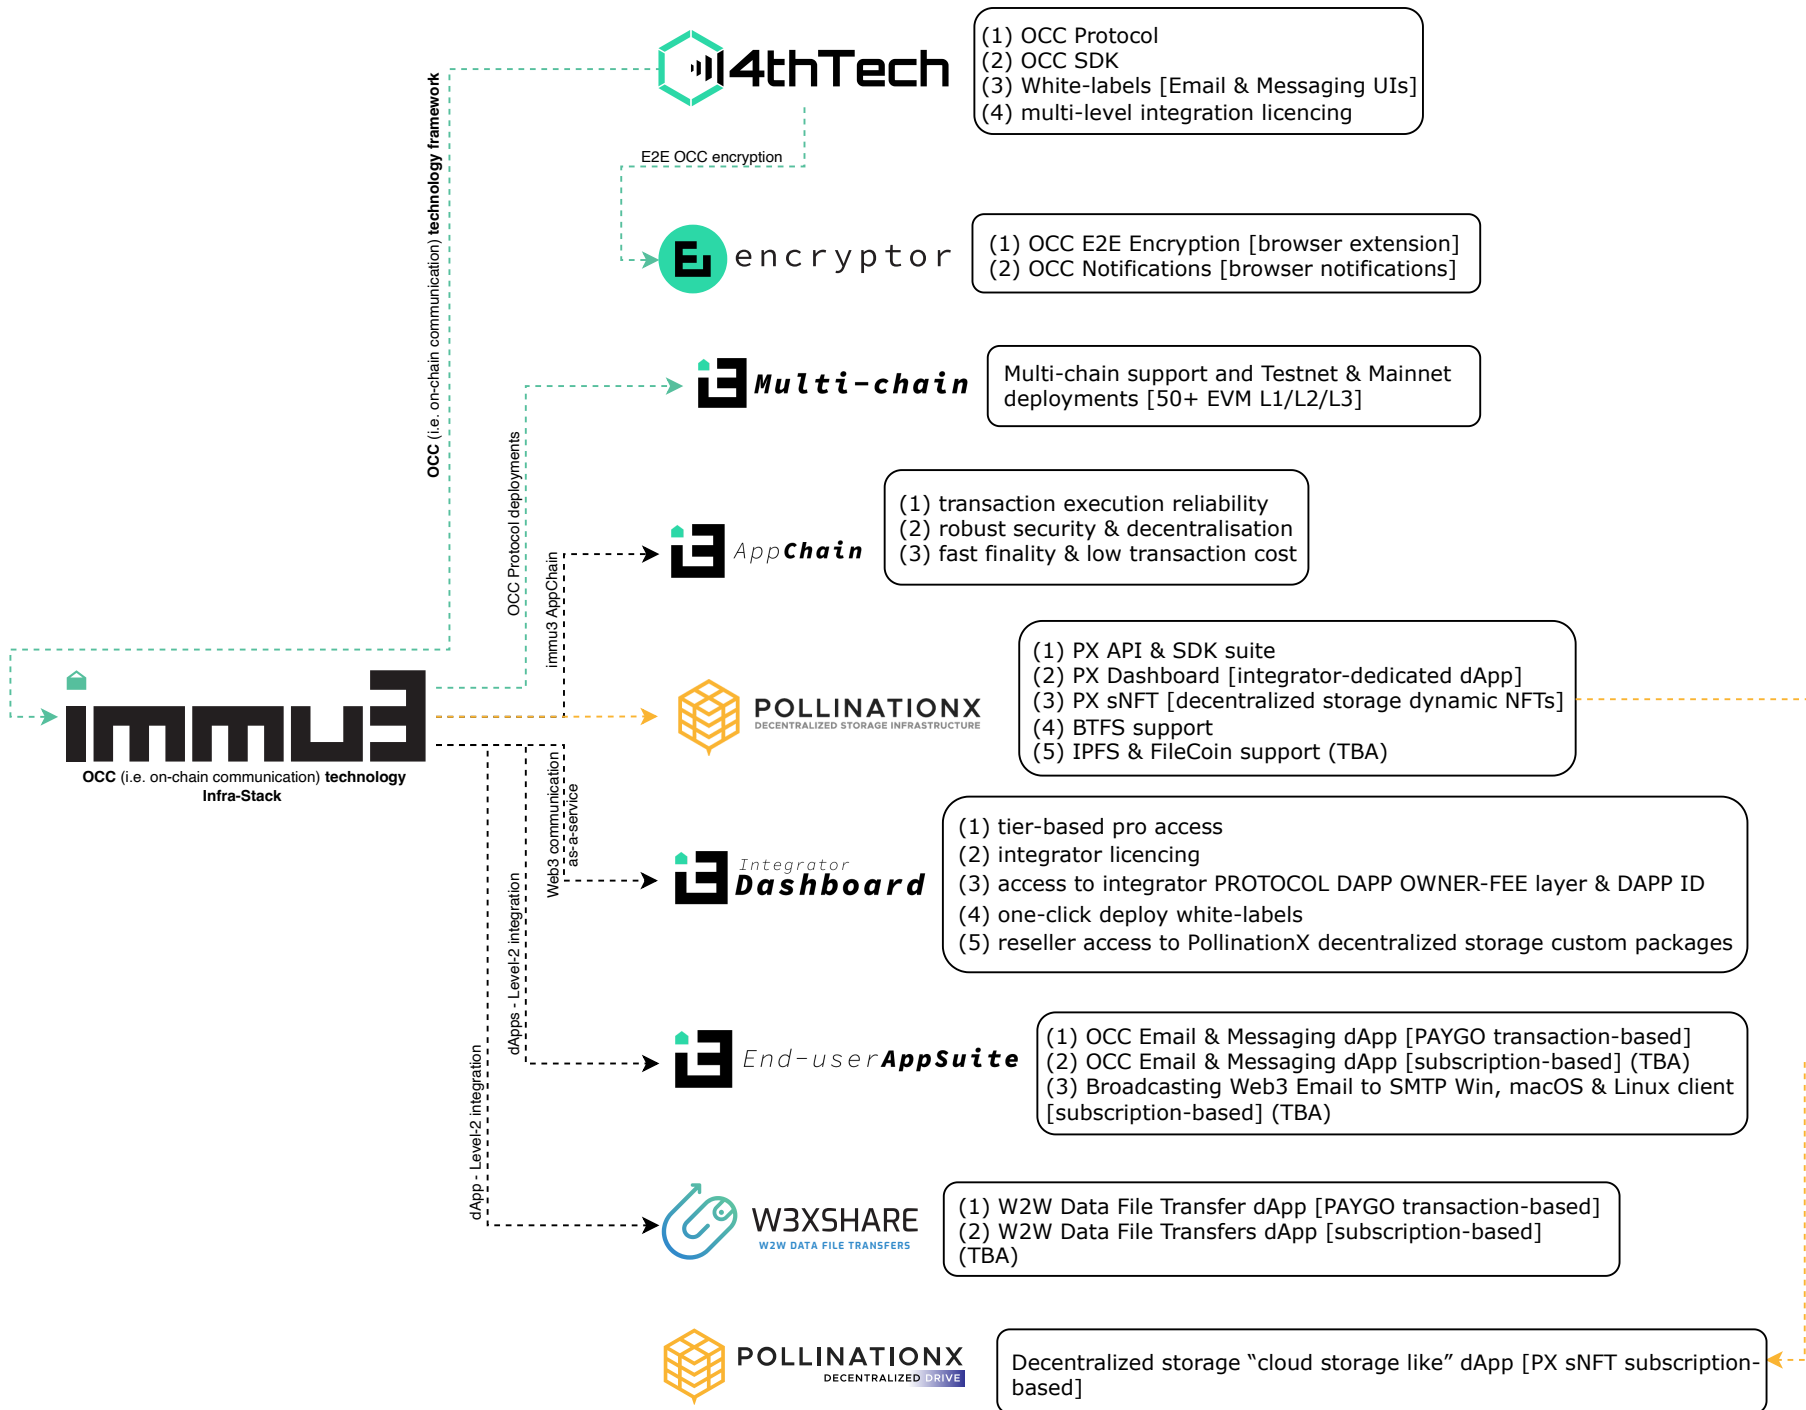 4thTech
(1) OCC Protocol
(2) OCC SDK
(3) White-labels [Email & Messaging UIs]
(4) multi-level integration licencing
OCC (i.e. on-chain communication) technology framework
E2E OCC encryption
encryptor
(1) OCC E2E Encryption [browser extension]
(2) OCC Notifications [browser notifications]
OCC Protocol deployments
i3 Multi-chain
Multi-chain support and Testnet & Mainnet
deployments [50+ EVM L1/L2/L3]
immu3 AppChain
i3 AppChain
(1) transaction execution reliability
(2) robust security & decentralisation
(3) fast finality & low transaction cost
immu3
OCC (i.e. on-chain communication) technology
Infra-Stack
POLLINATIONX
DECENTRALIZED STORAGE INFRASTRUCTURE
(1) PX API & SDK suite
(2) PX Dashboard [integrator-dedicated dApp]
(3) PX sNFT [decentralized storage dynamic NFTs]
(4) BTFS support
(5) IPFS & FileCoin support (TBA)
Web3 communication
as-a-service
i3 Integrator
Dashboard
(1) tier-based pro access
(2) integrator licencing
(3) access to integrator PROTOCOL DAPP OWNER-FEE layer & DAPP ID
(4) one-click deploy white-labels
(5) reseller access to PollinationX decentralized storage custom packages
dApps - Level-2 integration
i3 End-userAppSuite
(1) OCC Email & Messaging dApp [PAYGO transaction-based]
(2) OCC Email & Messaging dApp [subscription-based] (TBA)
(3) Broadcasting Web3 Email to SMTP Win, macOS & Linux client
[subscription-based] (TBA)
dApp - Level-2 integration
W3XSHARE
W2W DATA FILE TRANSFERS
(1) W2W Data File Transfer dApp [PAYGO transaction-based]
(2) W2W Data File Transfers dApp [subscription-based]
(TBA)
POLLINATIONX
DECENTRALIZED DRIVE
Decentralized storage “cloud storage like” dApp [PX sNFT subscription-
based]